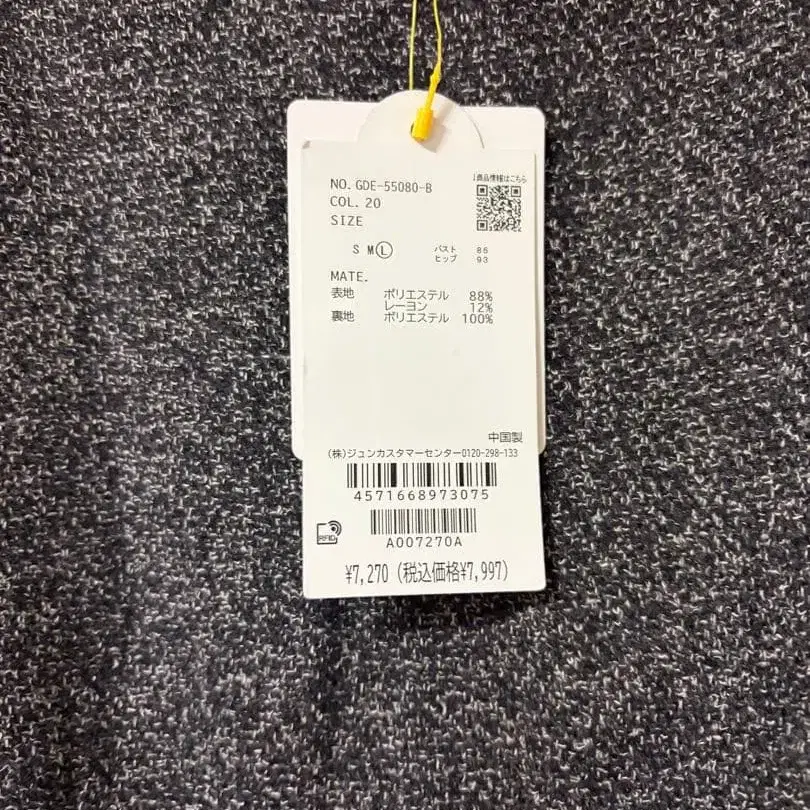 NO. GDE-55080-B
COL. 20
SIZE
商品情報はこちら
S M L
バスト 86
ヒップ 93
MATE.
表地 ポリエステル 88%
レーヨン 12%
裏地 ポリエステル 100%
中国製
(株)ジュンカスタマーセンター0120-298-133
4571668973075
RFID
A007270A
¥7,270 (税込価格¥7,997)